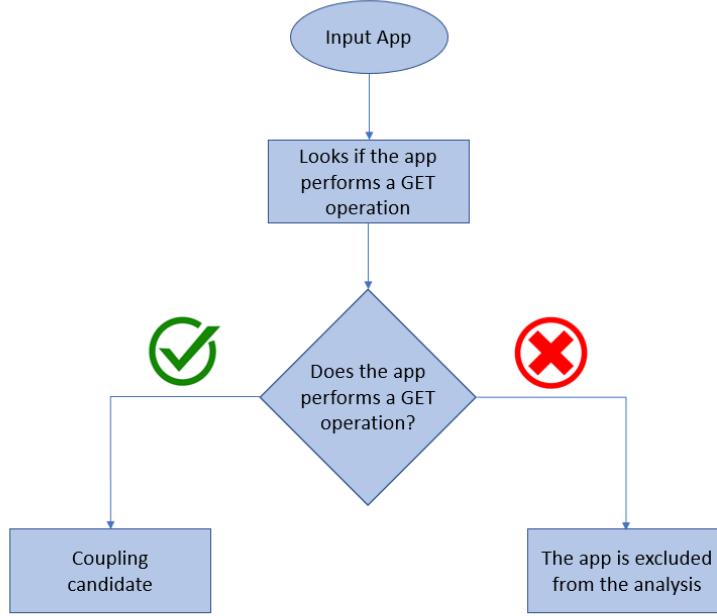 Input App
Looks if the app
performs a GET
operation
Does the app
performs a GET
operation?
Coupling
candidate
The app is excluded
from the analysis